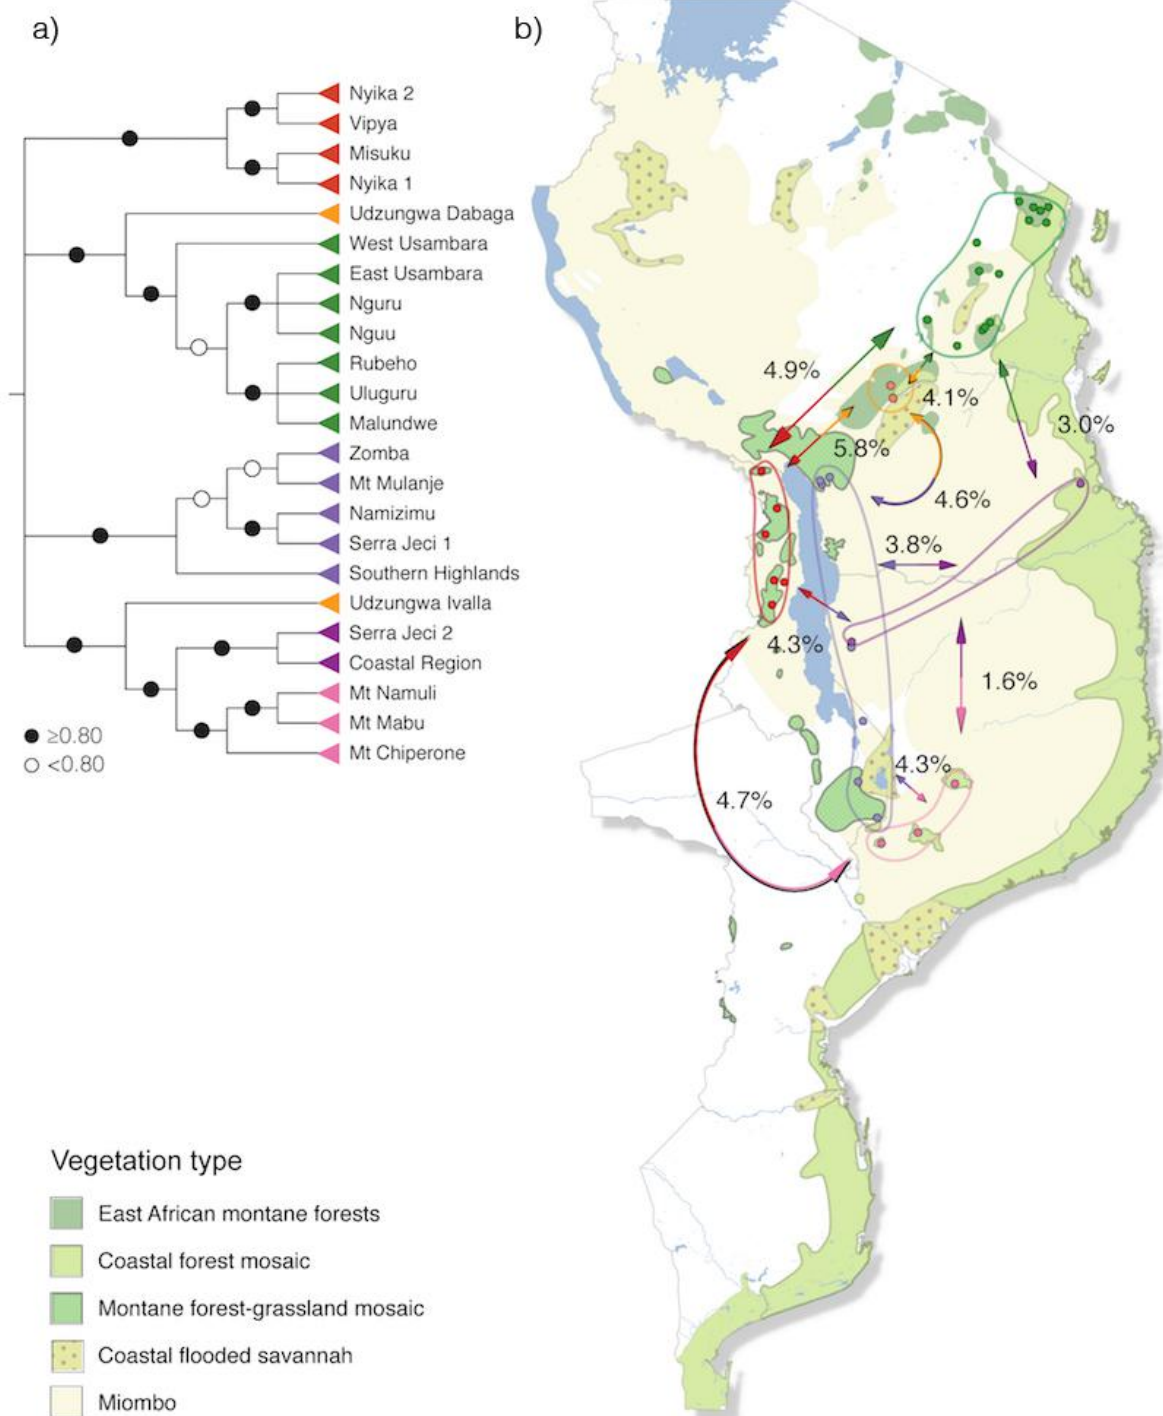 a)
Nyika 2
Vipya
Misuku
Nyika 1
Udzungwa Dabaga
West Usambara
East Usambara
Nguru
Nguu
Rubeho
Uluguru
Malundwe
Zomba
Mt Mulanje
Namizimu
Serra Jeci 1
Southern Highlands
Udzungwa Ivalla
Serra Jeci 2
Coastal Region
Mt Namuli
Mt Mabu
Mt Chiperone
≥0.80
<0.80
b)
4.9%
4.1%
3.0%
5.8%
4.6%
3.8%
4.3%
1.6%
4.3%
4.7%
Vegetation type
East African montane forests
Coastal forest mosaic
Montane forest-grassland mosaic
Coastal flooded savannah
Miombo